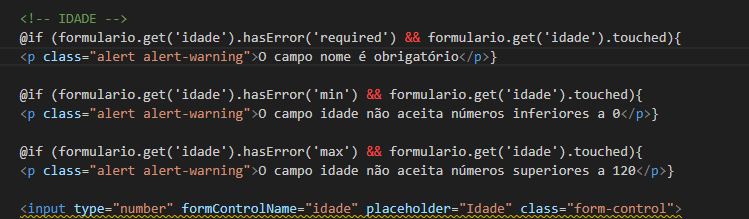 <!-- IDADE -->
@if (formulario.get('idade').hasError('required') && formulario.get('idade').touched){
<p class="alert alert-warning">O campo nome é obrigatório</p>}
@if (formulario.get('idade').hasError('min') && formulario.get('idade').touched){
<p class="alert alert-warning">O campo idade não aceita números inferiores a 0</p>}
@if (formulario.get('idade').hasError('max') && formulario.get('idade').touched){
<p class="alert alert-warning">O campo idade não aceita números superiores a 120</p>}
<input type="number" formControlName="idade" placeholder="Idade" class="form-control">